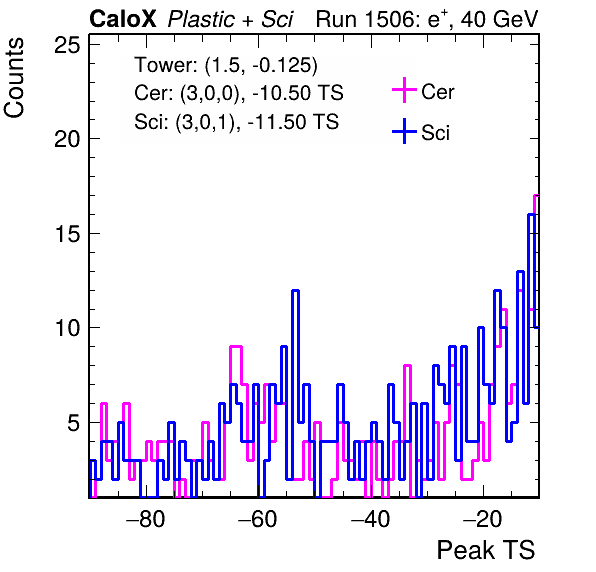 CaloX Plastic + Sci Run 1506: e⁺, 40 GeV
Tower: (1.5, -0.125)
Cer: (3,0,0), -10.50 TS
Sci: (3,0,1), -11.50 TS
Cer
Sci
Counts
25
20
15
10
5
−80 −60 −40 −20
Peak TS